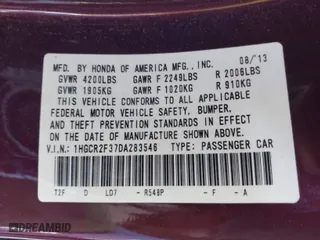 MFD. BY HONDA OF AMERICA MFG., INC. 08/13
GVWR 4200LBS GAWR F 2249LBS R 2006LBS
GVWR 1905KG GAWR F 1020KG R 910KG
THIS VEHICLE CONFORMS TO ALL APPLICABLE
FEDERAL MOTOR VEHICLE SAFETY, BUMPER,
AND THEFT PREVENTION STANDARDS IN EFFECT
ON THE DATE OF MANUFACTURE SHOWN ABOVE.
V.I.N.: 1HGCR2F37DA283546 TYPE: PASSENGER CAR
T2F D LD7 - R548P - F - A
DREAMBID